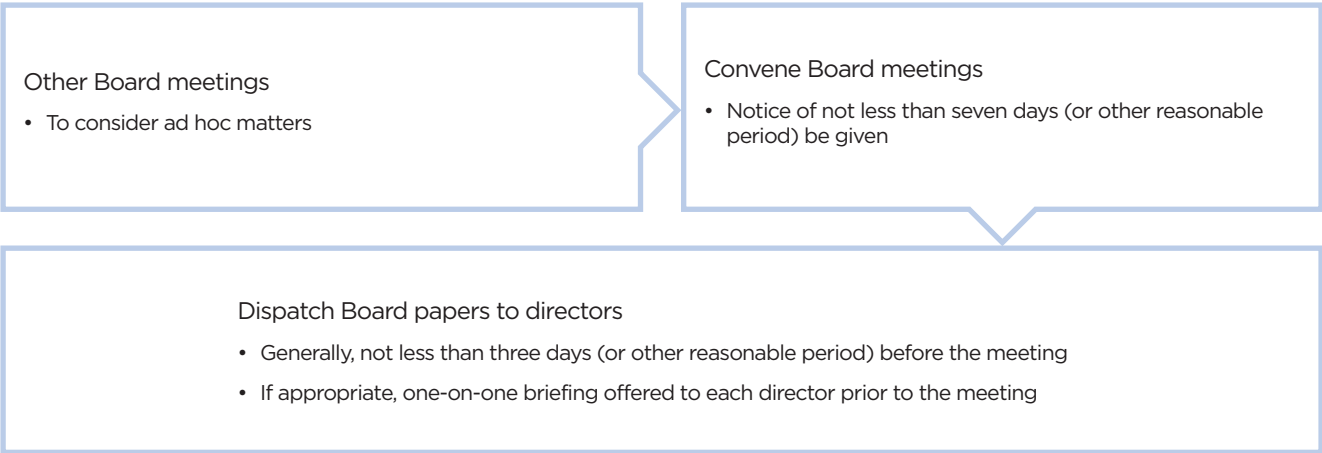 Other Board meetings
• To consider ad hoc matters
Convene Board meetings
• Notice of not less than seven days (or other reasonable
period) be given
Dispatch Board papers to directors
• Generally, not less than three days (or other reasonable period) before the meeting
• If appropriate, one-on-one briefing offered to each director prior to the meeting